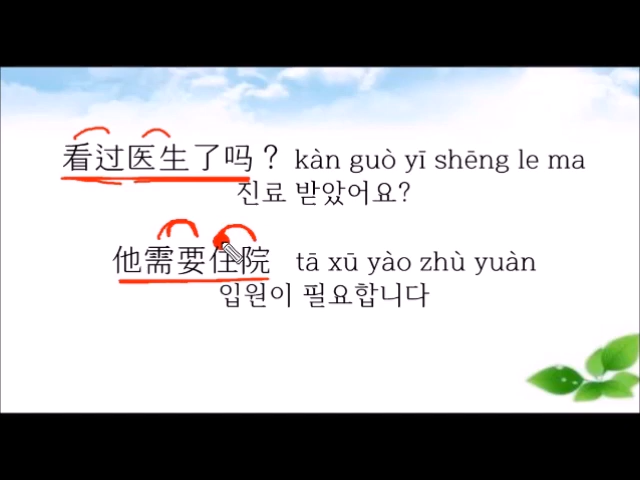 看过医生了吗？ kàn guò yī shēng le ma
진료 받았어요?
他需要住院 tā xū yào zhù yuàn
입원이 필요합니다